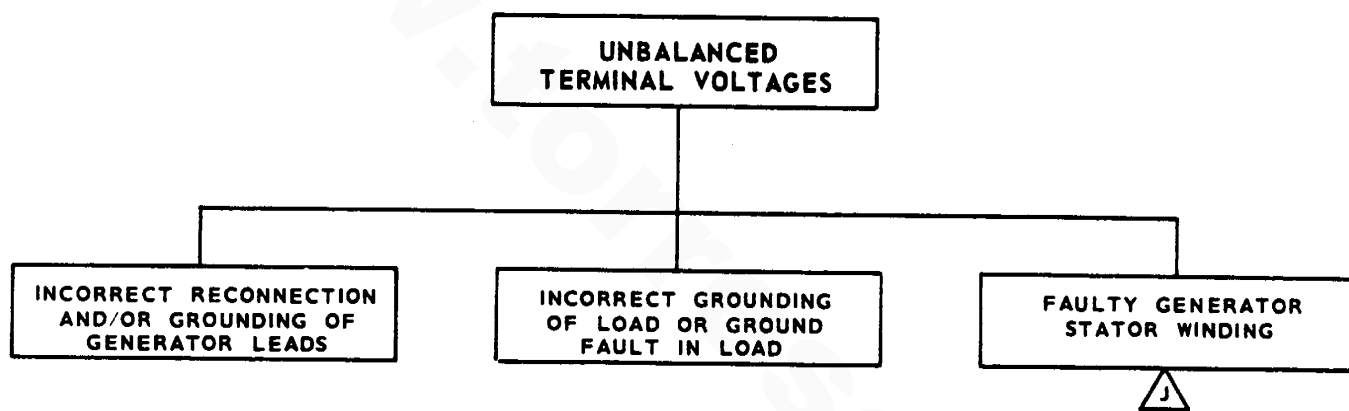 UNBALANCED
TERMINAL VOLTAGES
INCORRECT RECONNECTION
AND/OR GROUNDING OF
GENERATOR LEADS
INCORRECT GROUNDING
OF LOAD OR GROUND
FAULT IN LOAD
FAULTY GENERATOR
STATOR WINDING
J